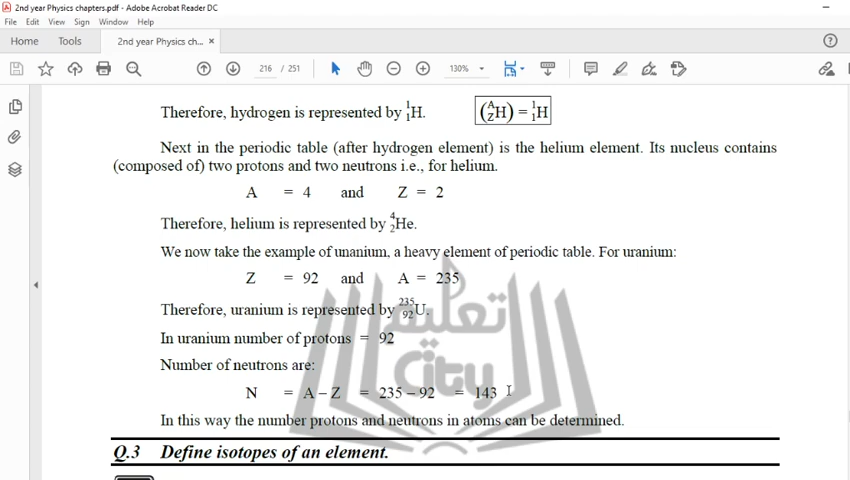 2nd year Physics chapters.pdf - Adobe Acrobat Reader DC
File Edit View Sign Window Help
Home Tools 2nd year Physics ch... ×
216 / 251 130%
Therefore, hydrogen is represented by ¹₁H. (ᴬ_ZH) = ¹₁H
Next in the periodic table (after hydrogen element) is the helium element. Its nucleus contains
(composed of) two protons and two neutrons i.e., for helium.
A = 4 and Z = 2
Therefore, helium is represented by ⁴₂He.
We now take the example of unanium, a heavy element of periodic table. For uranium:
Z = 92 and A = 235
Therefore, uranium is represented by ²³⁵₉₂U.
In uranium number of protons = 92
Number of neutrons are:
N = A – Z = 235 – 92 = 143
In this way the number protons and neutrons in atoms can be determined.
Q.3 Define isotopes of an element.
تعلیم
City